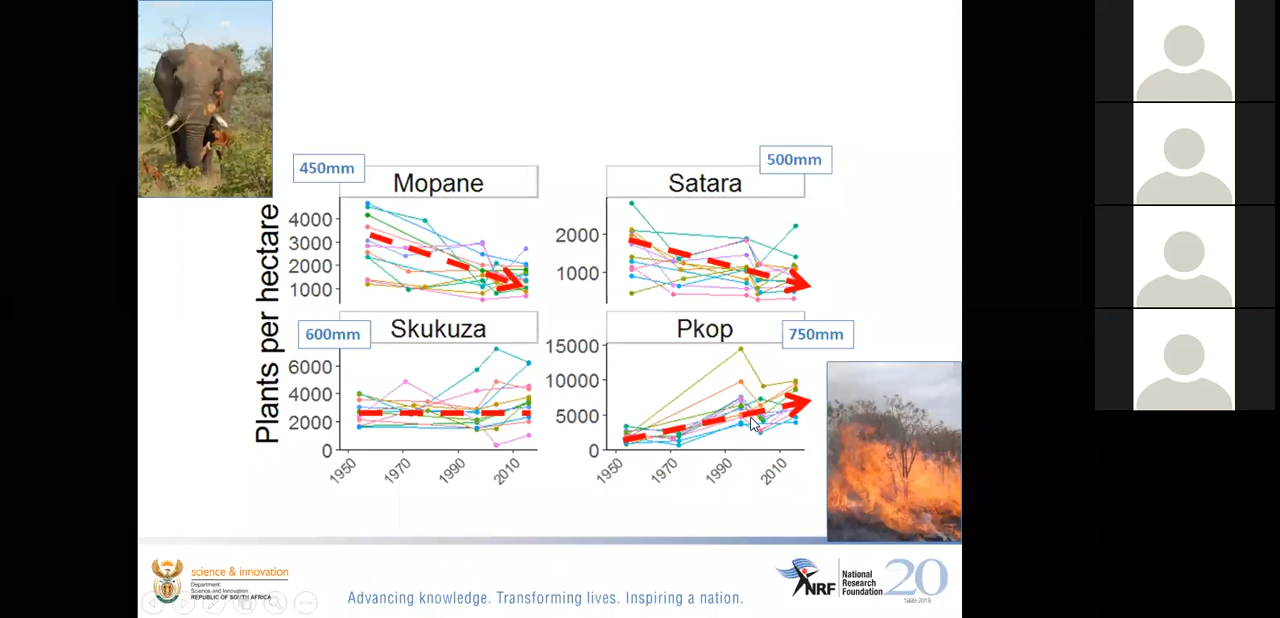 450mm
Mopane
4000
3000
2000
1000
500mm
Satara
2000
1000
Plants per hectare
600mm
Skukuza
6000
4000
2000
0
1950
1970
1990
2010
750mm
Pkop
15000
10000
5000
0
1950
1970
1990
2010
science & innovation
Department
Science and Innovation
REPUBLIC OF SOUTH AFRICA
Advancing knowledge. Transforming lives. Inspiring a nation.
NRF
National
Research
Foundation
20
1999-2019